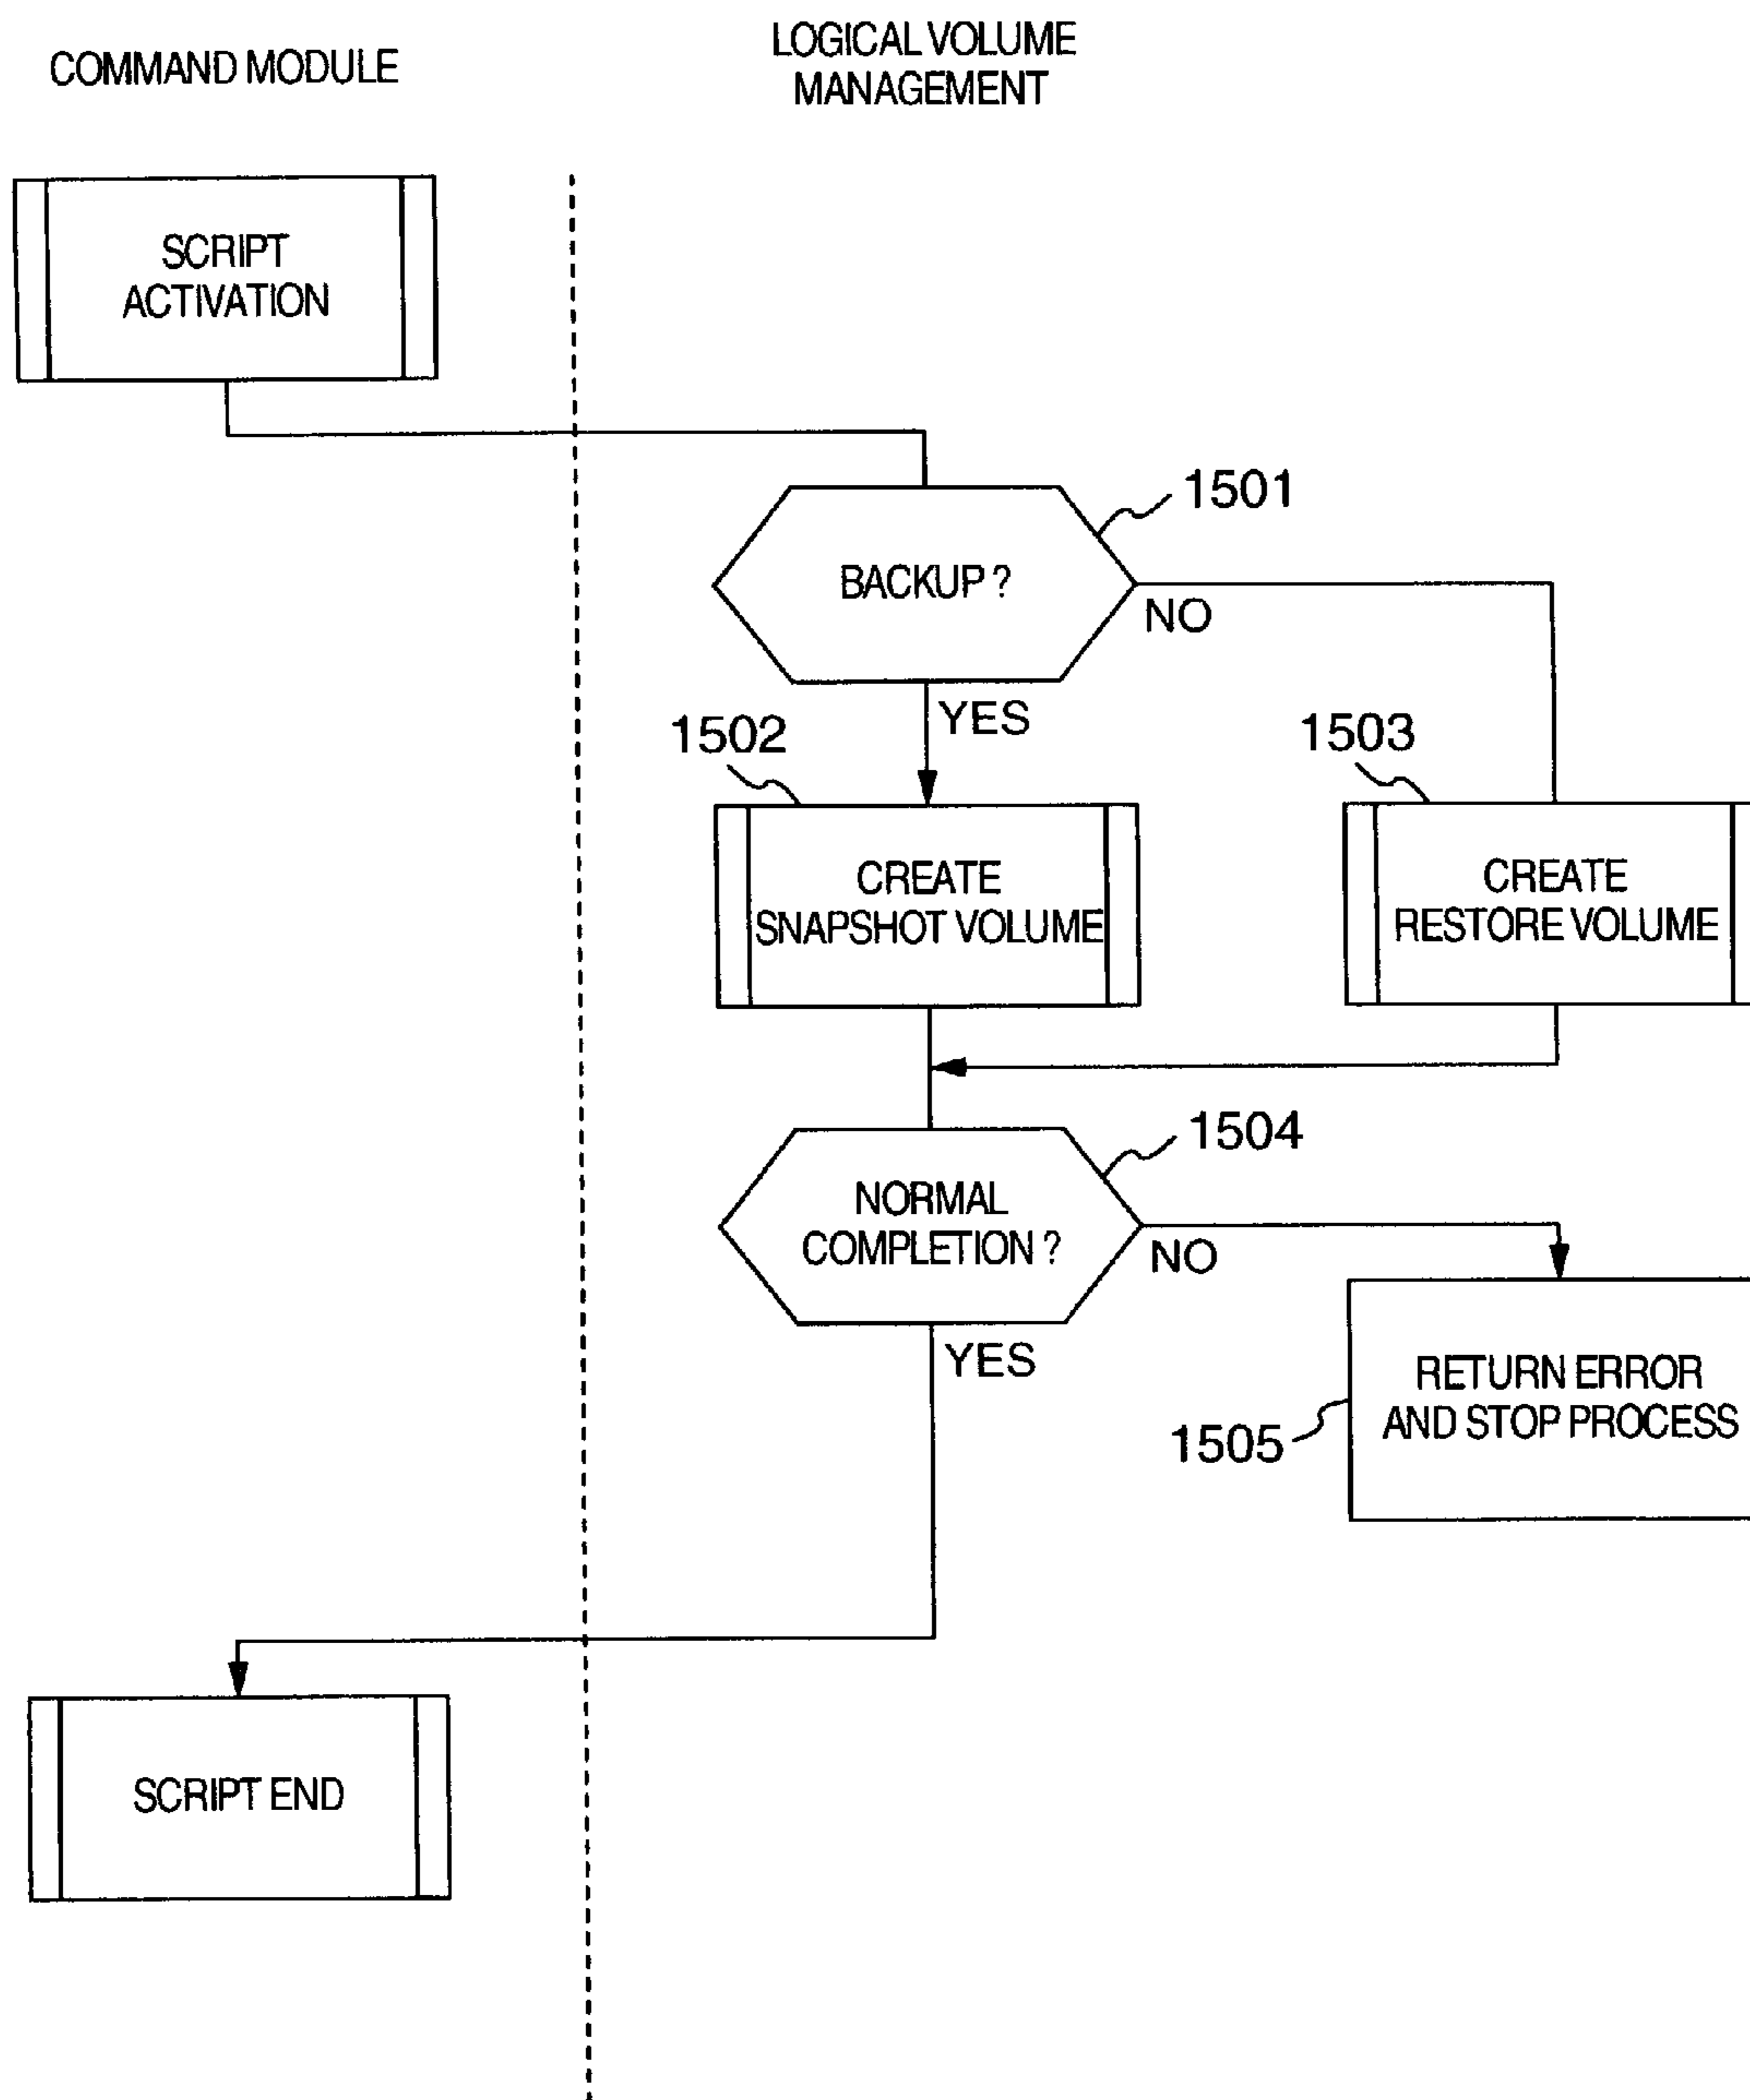 COMMAND MODULE
LOGICAL VOLUME
MANAGEMENT
SCRIPT
ACTIVATION
1501
BACKUP ?
NO
YES
1502
1503
CREATE
SNAPSHOT VOLUME
CREATE
RESTORE VOLUME
1504
NORMAL
COMPLETION ?
NO
YES
RETURN ERROR
AND STOP PROCESS
1505
SCRIPT END